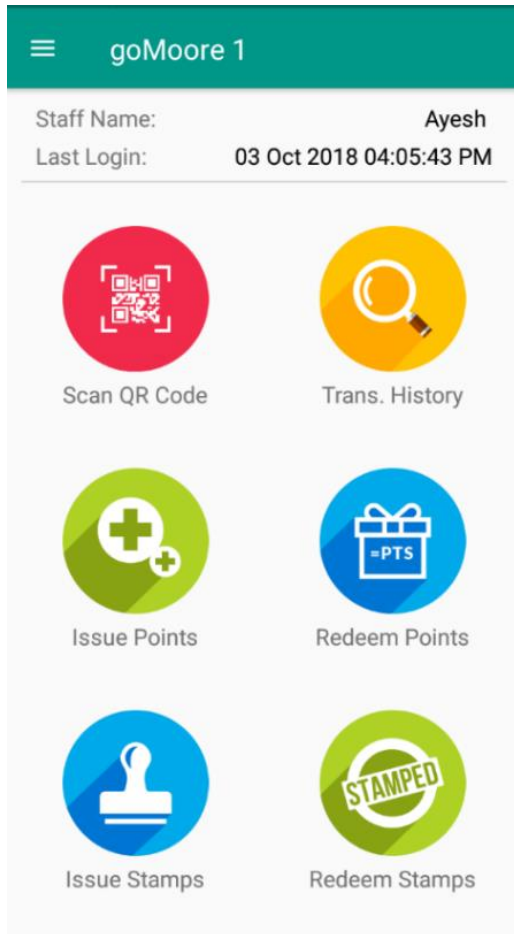 goMoore 1
Staff Name: Ayesh
Last Login: 03 Oct 2018 04:05:43 PM
Scan QR Code Trans. History
=PTS
Issue Points Redeem Points
STAMPED
Issue Stamps Redeem Stamps